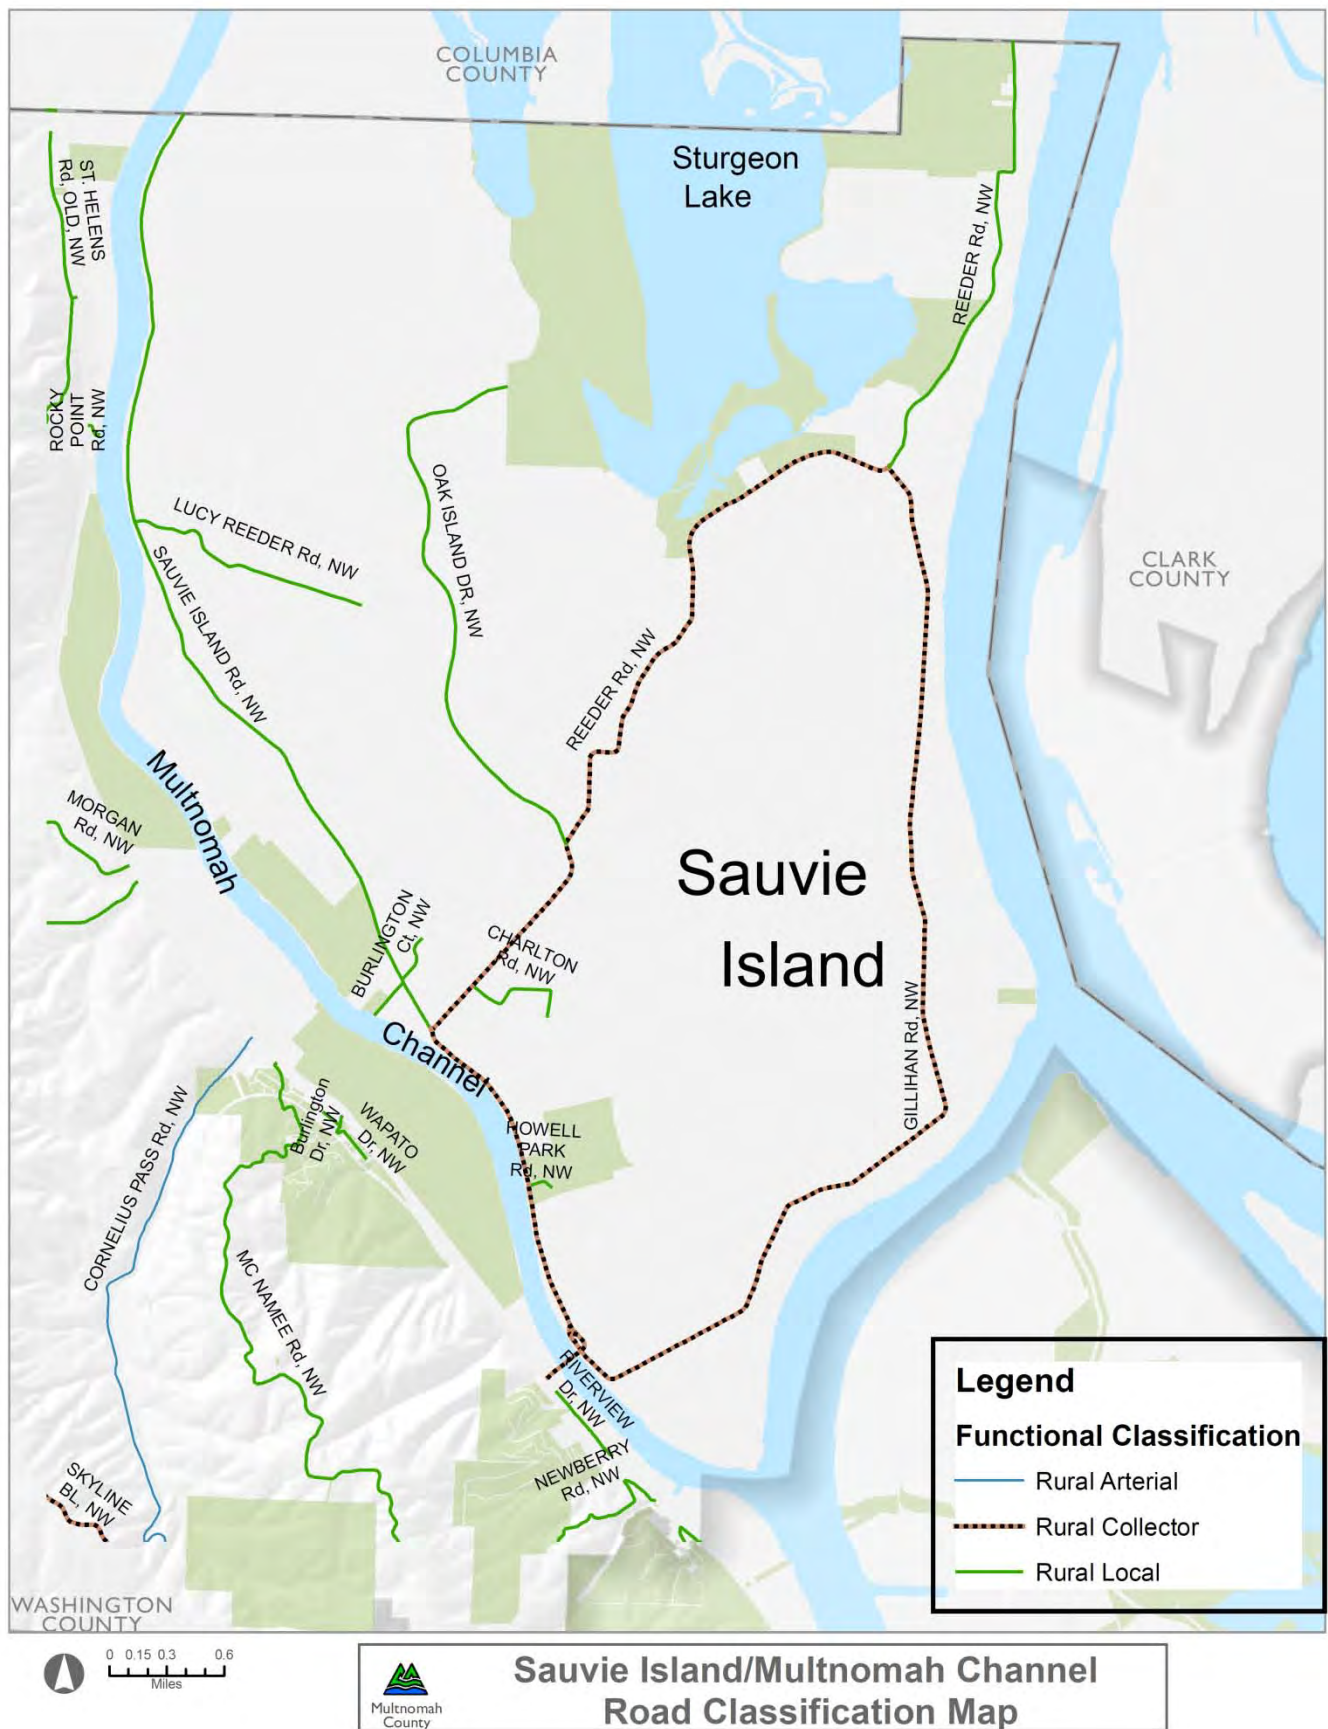 COLUMBIA
COUNTY
Sturgeon
Lake
ST. HELENS
Rd, OLD, NW
REEDER Rd, NW
ROCKY
POINT
Rd, NW
LUCY REEDER Rd, NW
OAK ISLAND DR, NW
SAUVIE ISLAND Rd, NW
CLARK
COUNTY
REEDER Rd, NW
Multnomah
MORGAN
Rd, NW
Sauvie
Island
BURLINGTON
Ct, NW
CHARLTON
Rd, NW
Channel
GILLIHAN Rd, NW
CORNELIUS PASS Rd, NW
Burlington
Dr, NW
WAPATO
Dr, NW
HOWELL
PARK
Rd, NW
MC NAMEE Rd, NW
RIVERVIEW
Dr, NW
NEWBERRY
Rd, NW
SKYLINE
BL, NW
WASHINGTON
COUNTY
Legend
Functional Classification
Rural Arterial
Rural Collector
Rural Local
0 0.15 0.3 0.6
Miles
Multnomah
County
Sauvie Island/Multnomah Channel
Road Classification Map